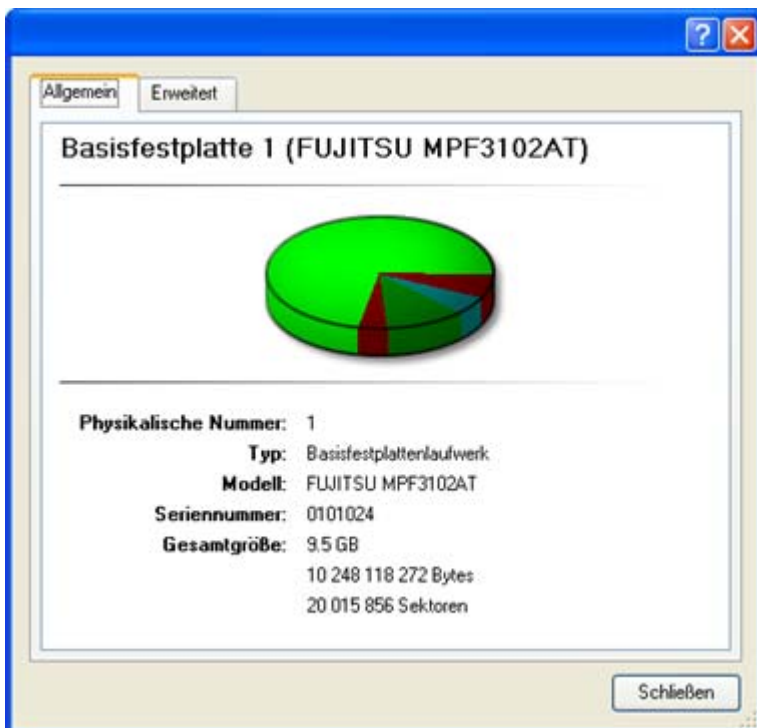 Allgemein Erweitert
Basisfestplatte 1 (FUJITSU MPF3102AT)
Physikalische Nummer: 1
Typ: Basisfestplattenlaufwerk
Modell: FUJITSU MPF3102AT
Seriennummer: 0101024
Gesamtgröße: 9.5 GB
10 248 118 272 Bytes
20 015 856 Sektoren
Schließen